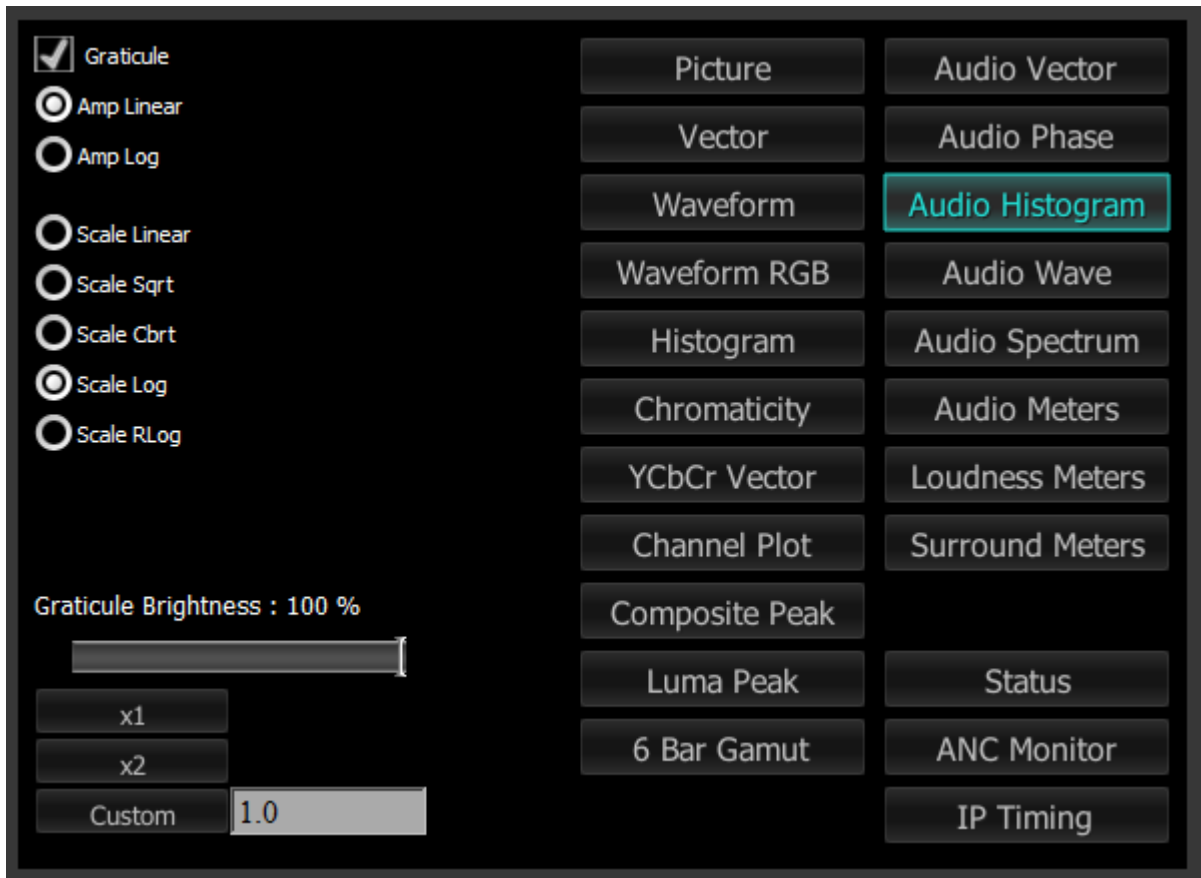 Graticule
Amp Linear
Amp Log
Scale Linear
Scale Sqrt
Scale Cbrt
Scale Log
Scale RLog
Graticule Brightness : 100 %
x1
x2
Custom
1.0
Picture
Vector
Waveform
Waveform RGB
Histogram
Chromaticity
YCbCr Vector
Channel Plot
Composite Peak
Luma Peak
6 Bar Gamut
Audio Vector
Audio Phase
Audio Histogram
Audio Wave
Audio Spectrum
Audio Meters
Loudness Meters
Surround Meters
Status
ANC Monitor
IP Timing